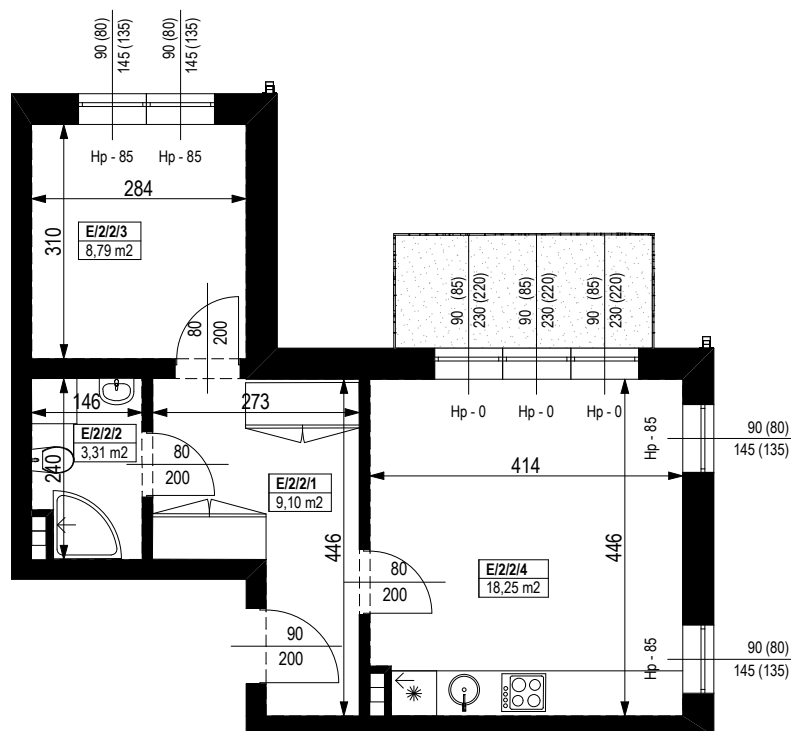 90 (80)
145 (135)
90 (80)
145 (135)
Hp - 85
Hp - 85
284
310
E/2/2/3
8,79 m2
80
200
90 (85)
230 (220)
90 (85)
230 (220)
90 (85)
230 (220)
Hp - 0
Hp - 0
Hp - 0
146
273
E/2/2/2
3,31 m2
240
80
200
E/2/2/1
9,10 m2
446
414
Hp - 85
90 (80)
145 (135)
80
200
E/2/2/4
18,25 m2
446
90
200
Hp - 85
90 (80)
145 (135)